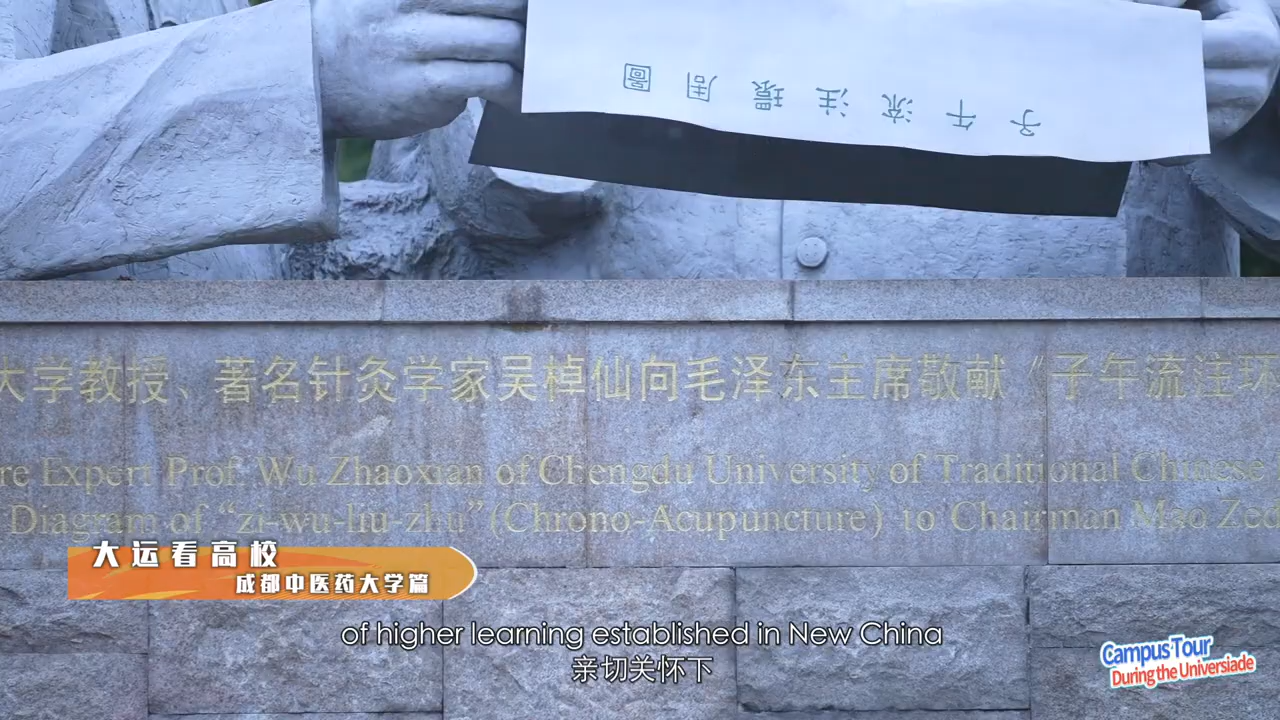 子午流注環周圖
大学教授、著名针灸学家吴棹仙向毛泽东主席敬献《子午流注环
re Expert Prof. Wu Zhaoxian of Chengdu University of Traditional Chinese
Diagram of “zi-wu-liu-zhu”(Chrono-Acupuncture) to Chairman Mao Zed
大运看高校
成都中医药大学篇
of higher learning established in New China
亲切关怀下
Campus Tour
During the Universiade